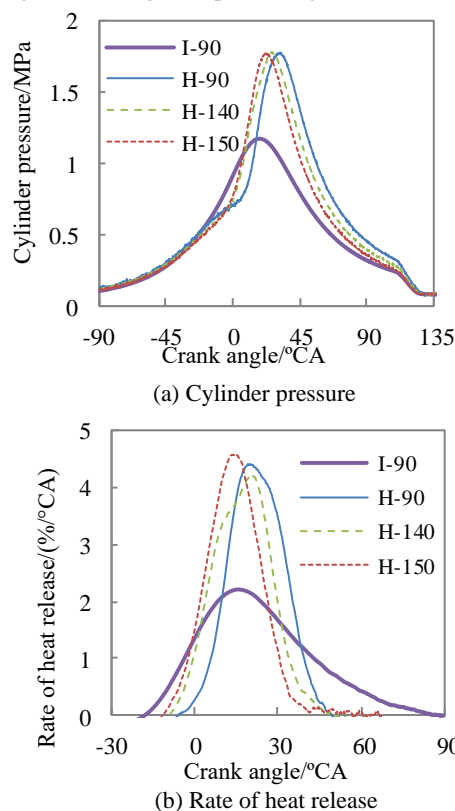 I-90
H-90
H-140
H-150
Cylinder pressure/MPa
2
1.5
1
0.5
0
-90 -45 0 45 90 135
Crank angle/ºCA
(a) Cylinder pressure
I-90
H-90
H-140
H-150
Rate of heat release/(%/°CA)
5
4
3
2
1
0
-30 0 30 60 90
Crank angle/ºCA
(b) Rate of heat release